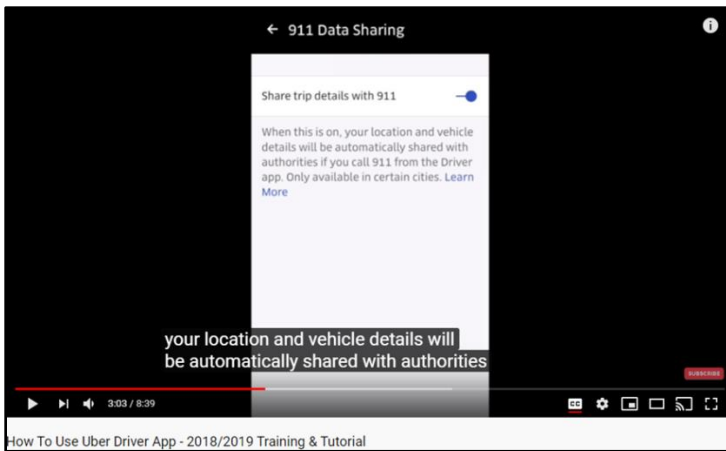 ← 911 Data Sharing
Share trip details with 911
When this is on, your location and vehicle
details will be automatically shared with
authorities if you call 911 from the Driver
app. Only available in certain cities. Learn
More
your location and vehicle details will
be automatically shared with authorities
SUBSCRIBE
3:03 / 8:39
CC
How To Use Uber Driver App - 2018/2019 Training & Tutorial